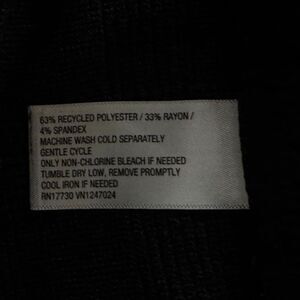 63% RECYCLED POLYESTER / 33% RAYON /
4% SPANDEX
MACHINE WASH COLD SEPARATELY
GENTLE CYCLE
ONLY NON-CHLORINE BLEACH IF NEEDED
TUMBLE DRY LOW, REMOVE PROMPTLY
COOL IRON IF NEEDED
RN17730 VN1247024